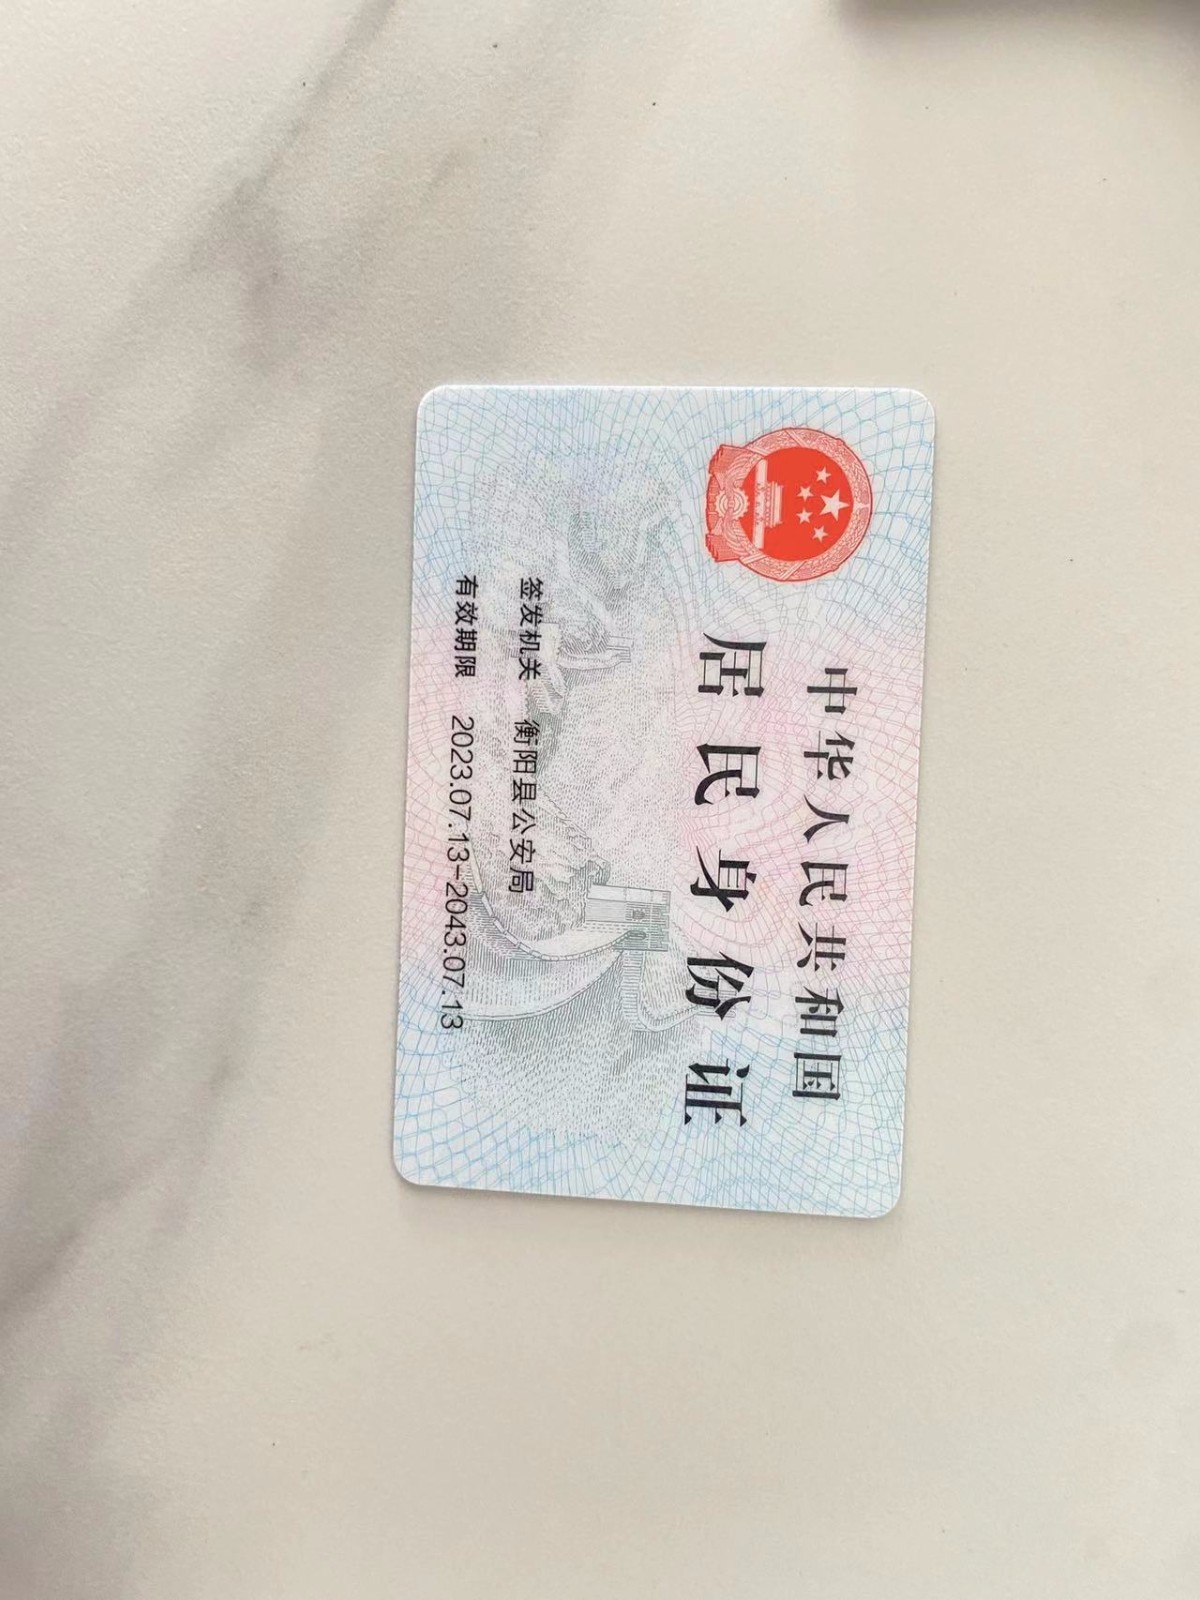 中华人民共和国
居民身份证
签发机关 衡阳县公安局
有效期限 2023.07.13-2043.07.13